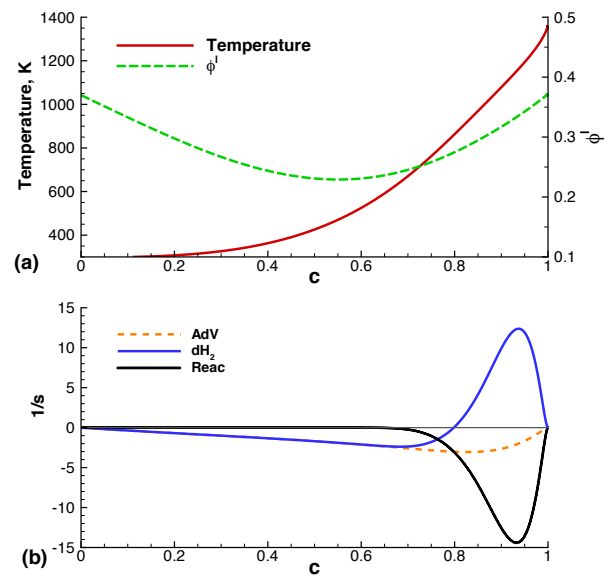 1400
1200
1000
800
600
400
Temperature, K
Temperature
ϕᴵ
0.5
0.4
0.3
0.2
0.1
ϕᴵ
0
0.2
0.4
0.6
0.8
1
(a)
c
15
10
5
0
-5
-10
-15
1/s
AdV
dH₂
Reac
0
0.2
0.4
0.6
0.8
1
(b)
c